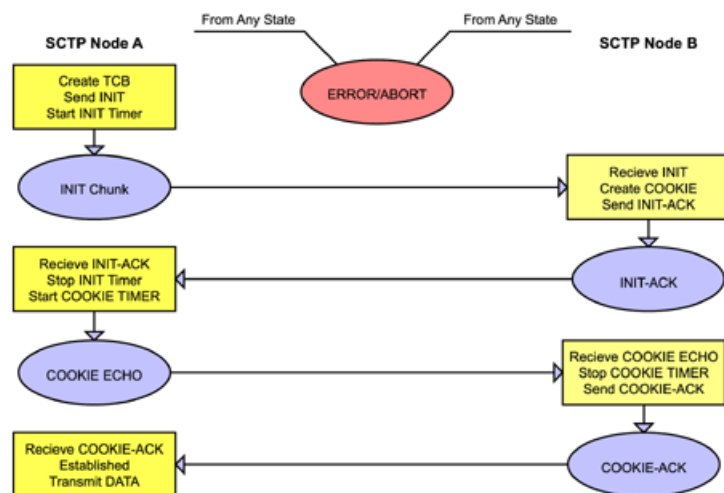 From Any State
From Any State
SCTP Node A
SCTP Node B
Create TCB
Send INIT
Start INIT Timer
ERROR/ABORT
INIT Chunk
Recieve INIT
Create COOKIE
Send INIT-ACK
Recieve INIT-ACK
Stop INIT Timer
Start COOKIE TIMER
INIT-ACK
COOKIE ECHO
Recieve COOKIE ECHO
Stop COOKIE TIMER
Send COOKIE-ACK
Recieve COOKIE-ACK
Established
Transmit DATA
COOKIE-ACK